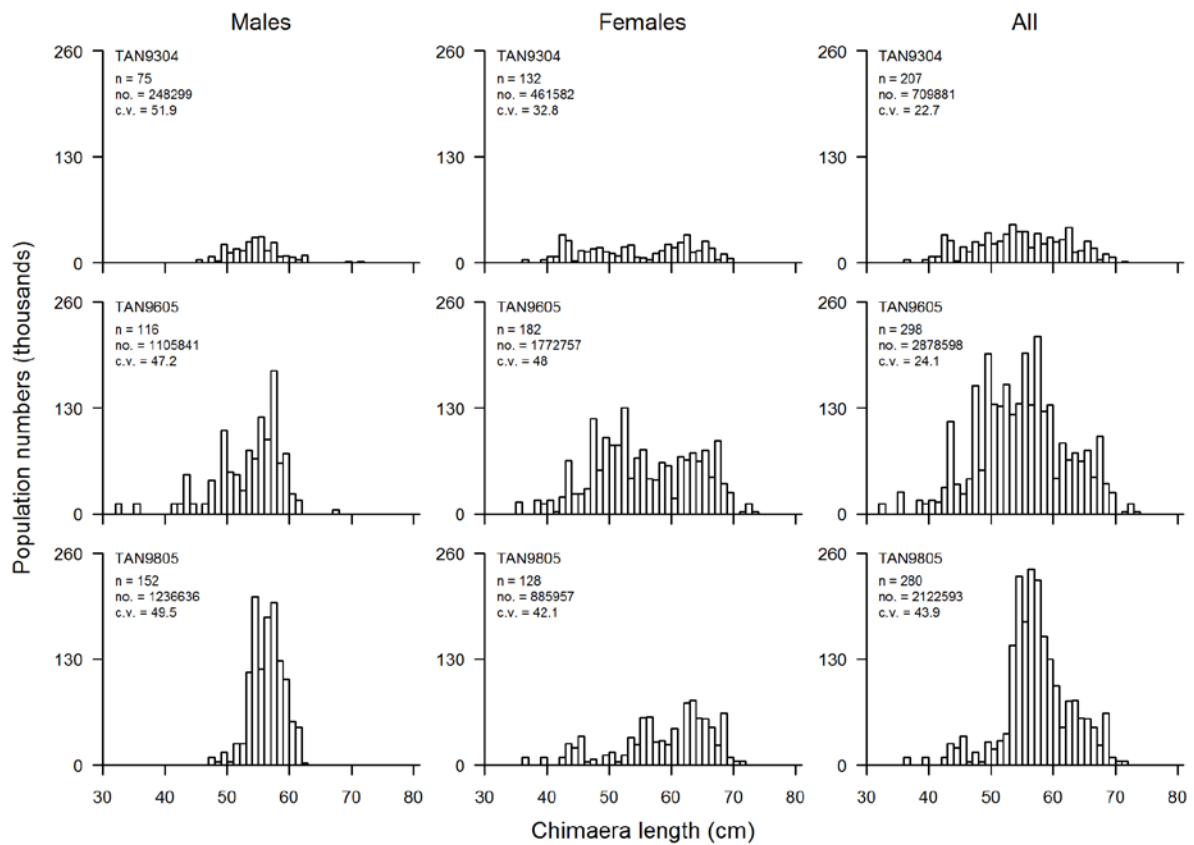 Males Females All
260
130
0
TAN9304
n = 75
no. = 248299
c.v. = 51.9
TAN9304
n = 132
no. = 461582
c.v. = 32.8
TAN9304
n = 207
no. = 709881
c.v. = 22.7
260
130
0
260
130
0
TAN9605
n = 116
no. = 1105841
c.v. = 47.2
260
130
0
TAN9605
n = 182
no. = 1772757
c.v. = 48
260
130
0
TAN9605
n = 298
no. = 2878598
c.v. = 24.1
260
130
0
TAN9805
n = 152
no. = 1236636
c.v. = 49.5
260
130
0
TAN9805
n = 128
no. = 885957
c.v. = 42.1
260
130
0
TAN9805
n = 280
no. = 2122593
c.v. = 43.9
260
130
0
30 40 50 60 70 80
30 40 50 60 70 80
30 40 50 60 70 80
Population numbers (thousands)
Chimaera length (cm)